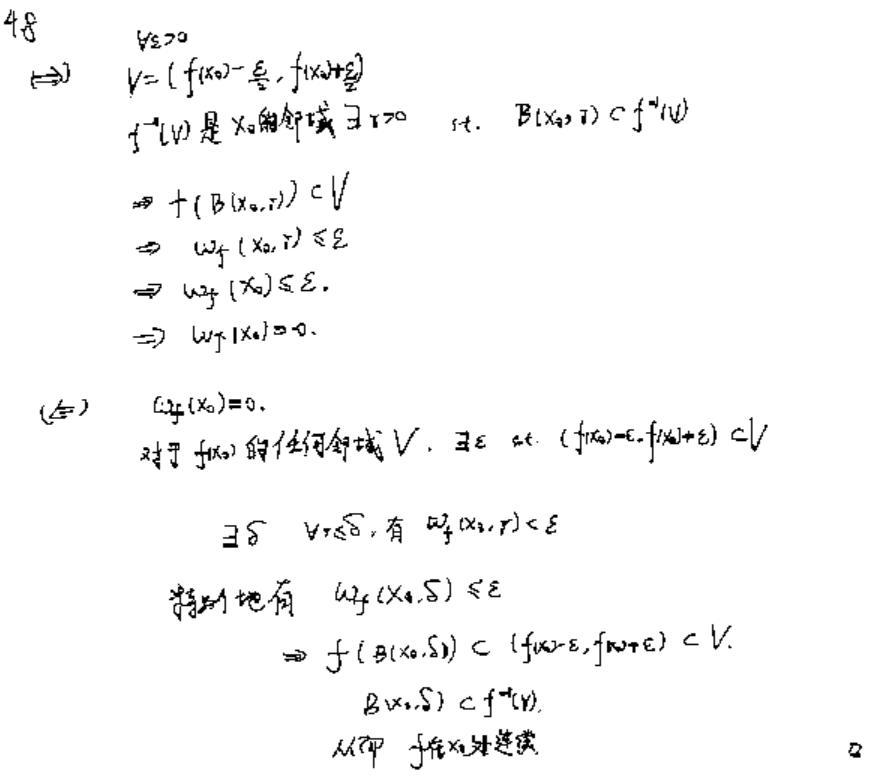 48
∀ε>0
(⇒) V=(f(x₀)-ε/2, f(x₀)+ε/2)
f⁻¹(V) 是 x₀的邻域 ∃ r>0 st. B(x₀, r) ⊂ f⁻¹(V)
⇒ f(B(x₀,r)) ⊂ V
⇒ ω_f(x₀,r) ≤ ε
⇒ ω_f(x₀) ≤ ε.
⇒ ω_f(x₀)=0.
(⇐) ω_f(x₀)=0.
对于 f(x₀) 的任何邻域 V. ∃ε st. (f(x₀)-ε, f(x₀)+ε) ⊂ V
∃δ ∀r≤δ, 有 ω_f(x₀,r) < ε
特别地有 ω_f(x₀,δ) ≤ ε
⇒ f(B(x₀,δ)) ⊂ (f(x₀)-ε, f(x₀)+ε) ⊂ V.
B(x₀,δ) ⊂ f⁻¹(V).
从而 f在x₀处连续 □